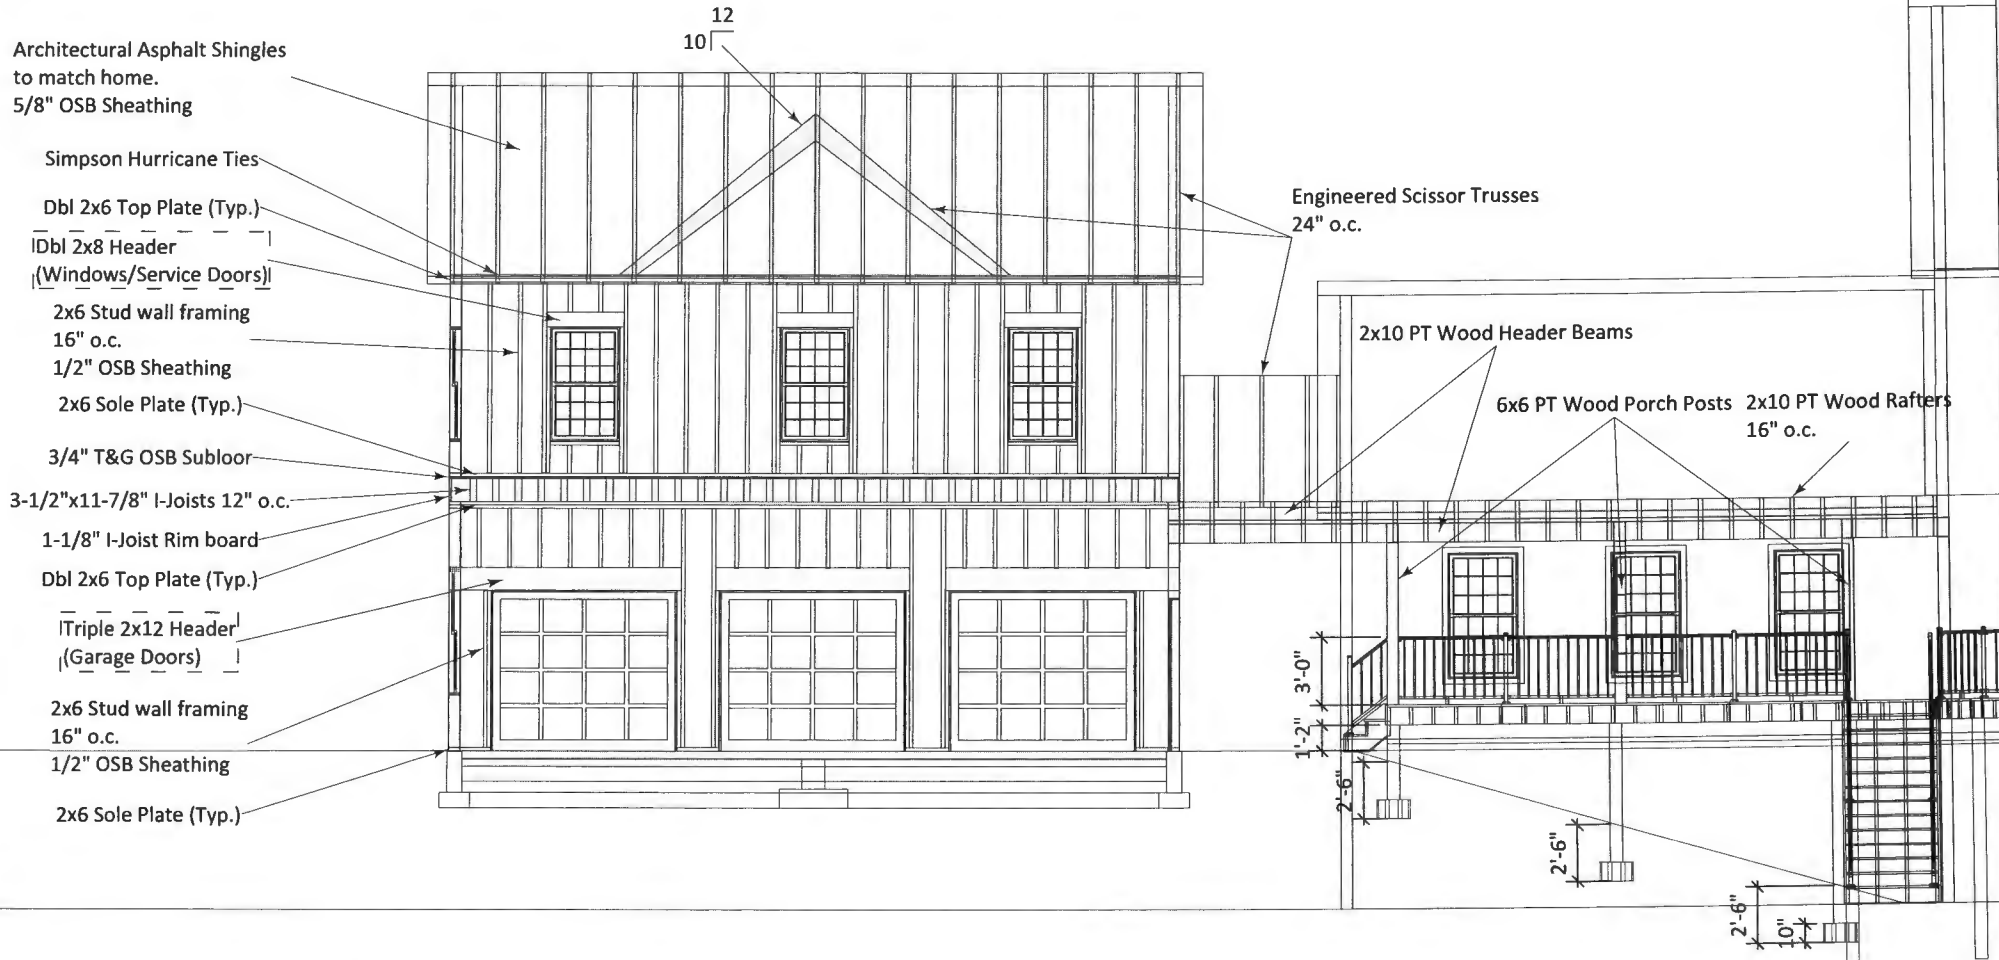 12
10
Architectural Asphalt Shingles
to match home.
5/8" OSB Sheathing
Simpson Hurricane Ties
Dbl 2x6 Top Plate (Typ.)
Dbl 2x8 Header
(Windows/Service Doors)
2x6 Stud wall framing
16" o.c.
1/2" OSB Sheathing
2x6 Sole Plate (Typ.)
3/4" T&G OSB Subloor
3-1/2"x11-7/8" I-Joists 12" o.c.
1-1/8" I-Joist Rim board
Dbl 2x6 Top Plate (Typ.)
Triple 2x12 Header
(Garage Doors)
2x6 Stud wall framing
16" o.c.
1/2" OSB Sheathing
2x6 Sole Plate (Typ.)
Engineered Scissor Trusses
24" o.c.
2x10 PT Wood Header Beams
6x6 PT Wood Porch Posts
2x10 PT Wood Rafters
16" o.c.
3'-0"
1'-2"
2'-6"
2'-6"
2'-6"
10"